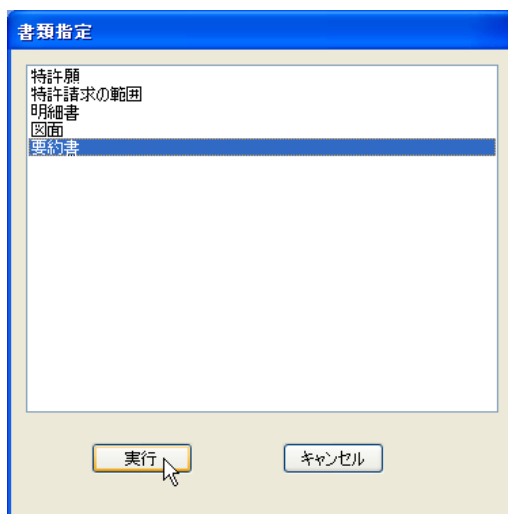 書類指定
特許願
特許請求の範囲
明細書
図面
要約書
実行
キャンセル